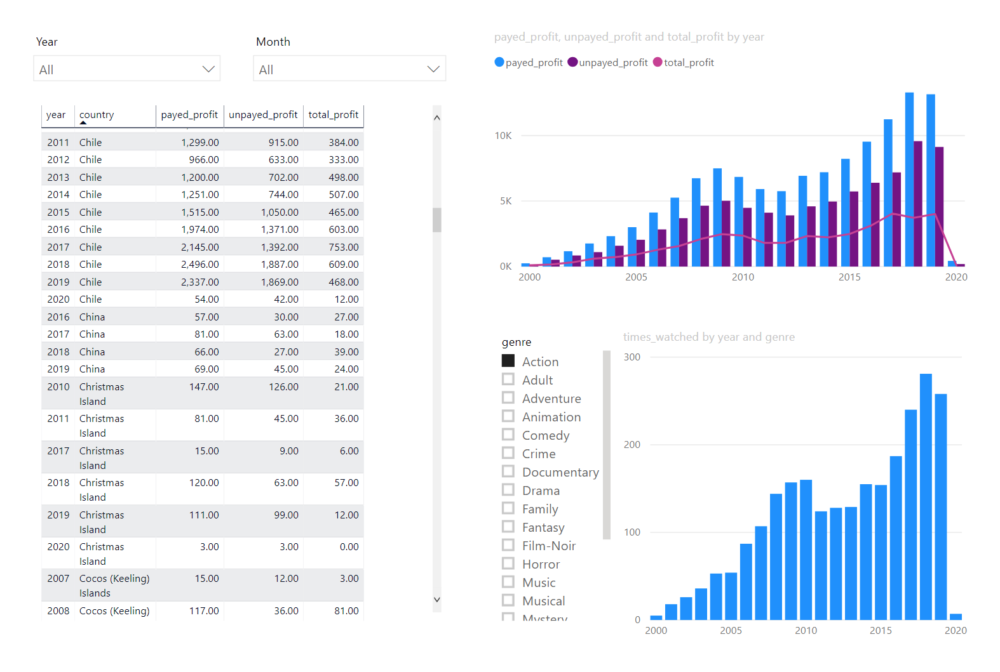 Year
All
Month
All
year country payed_profit unpayed_profit total_profit
2011 Chile 1,299.00 915.00 384.00
2012 Chile 966.00 633.00 333.00
2013 Chile 1,200.00 702.00 498.00
2014 Chile 1,251.00 744.00 507.00
2015 Chile 1,515.00 1,050.00 465.00
2016 Chile 1,974.00 1,371.00 603.00
2017 Chile 2,145.00 1,392.00 753.00
2018 Chile 2,496.00 1,887.00 609.00
2019 Chile 2,337.00 1,869.00 468.00
2020 Chile 54.00 42.00 12.00
2016 China 57.00 30.00 27.00
2017 China 81.00 63.00 18.00
2018 China 66.00 27.00 39.00
2019 China 69.00 45.00 24.00
2010 Christmas 147.00 126.00 21.00
Island
2011 Christmas 81.00 45.00 36.00
Island
2017 Christmas 15.00 9.00 6.00
Island
2018 Christmas 120.00 63.00 57.00
Island
2019 Christmas 111.00 99.00 12.00
Island
2020 Christmas 3.00 3.00 0.00
Island
2007 Cocos (Keeling) 15.00 12.00 3.00
Islands
2008 Cocos (Keeling) 117.00 36.00 81.00
payed_profit, unpayed_profit and total_profit by year
payed_profit unpayed_profit total_profit
10K
5K
0K
2000 2005 2010 2015 2020
genre
Action
Adult
Adventure
Animation
Comedy
Crime
Documentary
Drama
Family
Fantasy
Film-Noir
Horror
Music
Musical
Mystery
times_watched by year and genre
300
200
100
0
2000 2005 2010 2015 2020